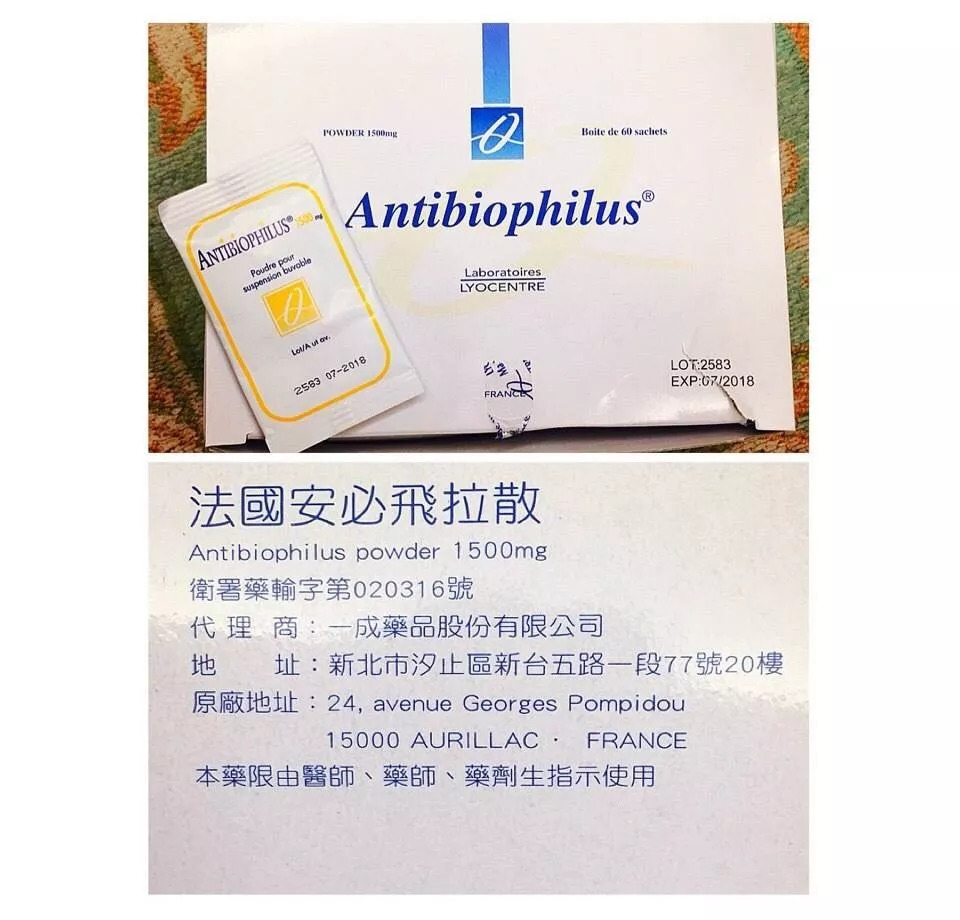 POWDER 1500mg
Boite de 60 sachets
Antibiophilus®
Laboratoires
LYOCENTRE
ANTIBIOPHILUS® 1500 mg
Poudre pour
suspension buvable
Lot/A ut av.
2583 07-2018
FRANCE
LOT:2583
EXP:07/2018
法國安必飛拉散
Antibiophilus powder 1500mg
衛署藥輸字第020316號
代理商：一成藥品股份有限公司
地址：新北市汐止區新台五路一段77號20樓
原廠地址：24, avenue Georges Pompidou
15000 AURILLAC · FRANCE
本藥限由醫師、藥師、藥劑生指示使用